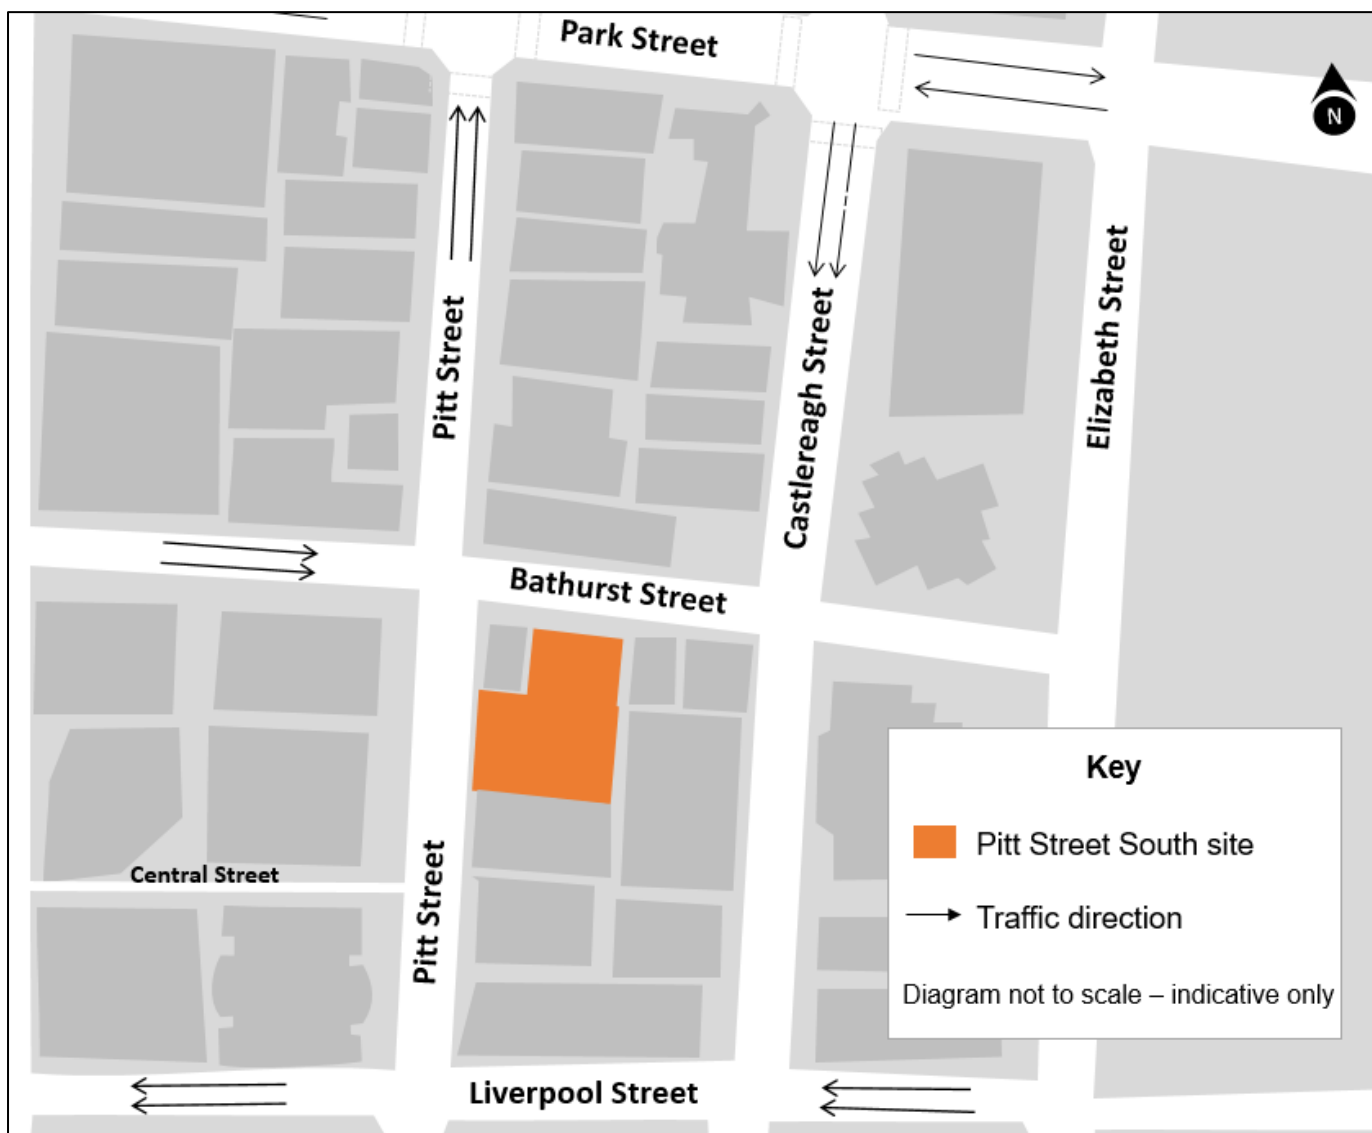 Park Street
N
Pitt Street
Castlereagh Street
Elizabeth Street
Bathurst Street
Key
Pitt Street South site
Central Street
Pitt Street
Traffic direction
Diagram not to scale – indicative only
Liverpool Street